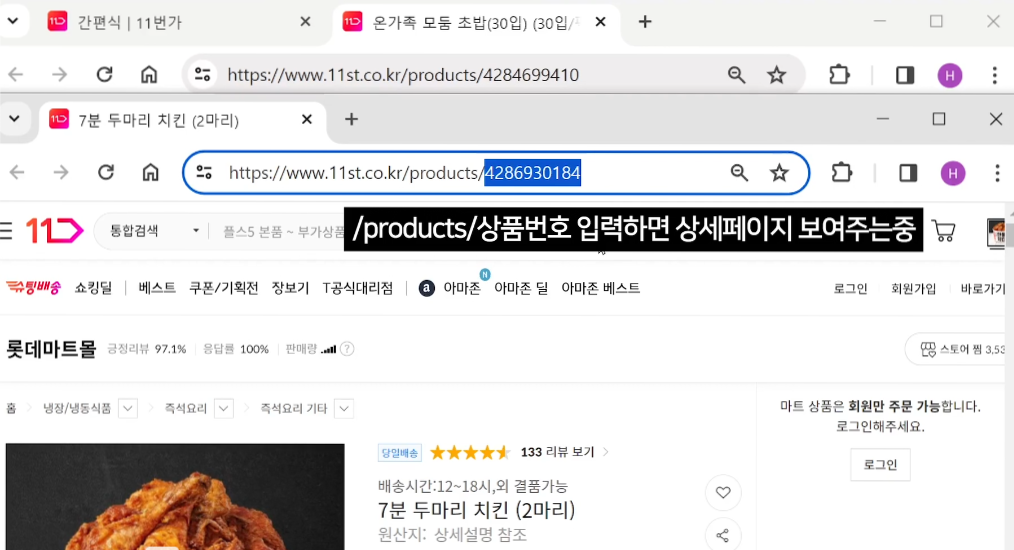 간편식 | 11번가
온가족 모둠 초밥(30입) (30입/
https://www.11st.co.kr/products/4284699410
H
7분 두마리 치킨 (2마리)
https://www.11st.co.kr/products/4286930184
H
/products/상품번호 입력하면 상세페이지 보여주는중
통합검색
플스5 본품 ~ 부가상품
슈팅배송 쇼킹딜 베스트 쿠폰/기획전 장보기 T공식대리점 a 아마존 N 아마존 딜 아마존 베스트
로그인 회원가입 바로가기
롯데마트몰 긍정리뷰 97.1% 응답률 100% 판매량 ?
스토어 찜 3,53
홈 냉장/냉동식품 즉석요리 즉석요리 기타
마트 상품은 회원만 주문 가능합니다.
로그인해주세요.
로그인
당일배송 133 리뷰 보기
배송시간:12~18시,외 결품가능
7분 두마리 치킨 (2마리)
원산지: 상세설명 참조